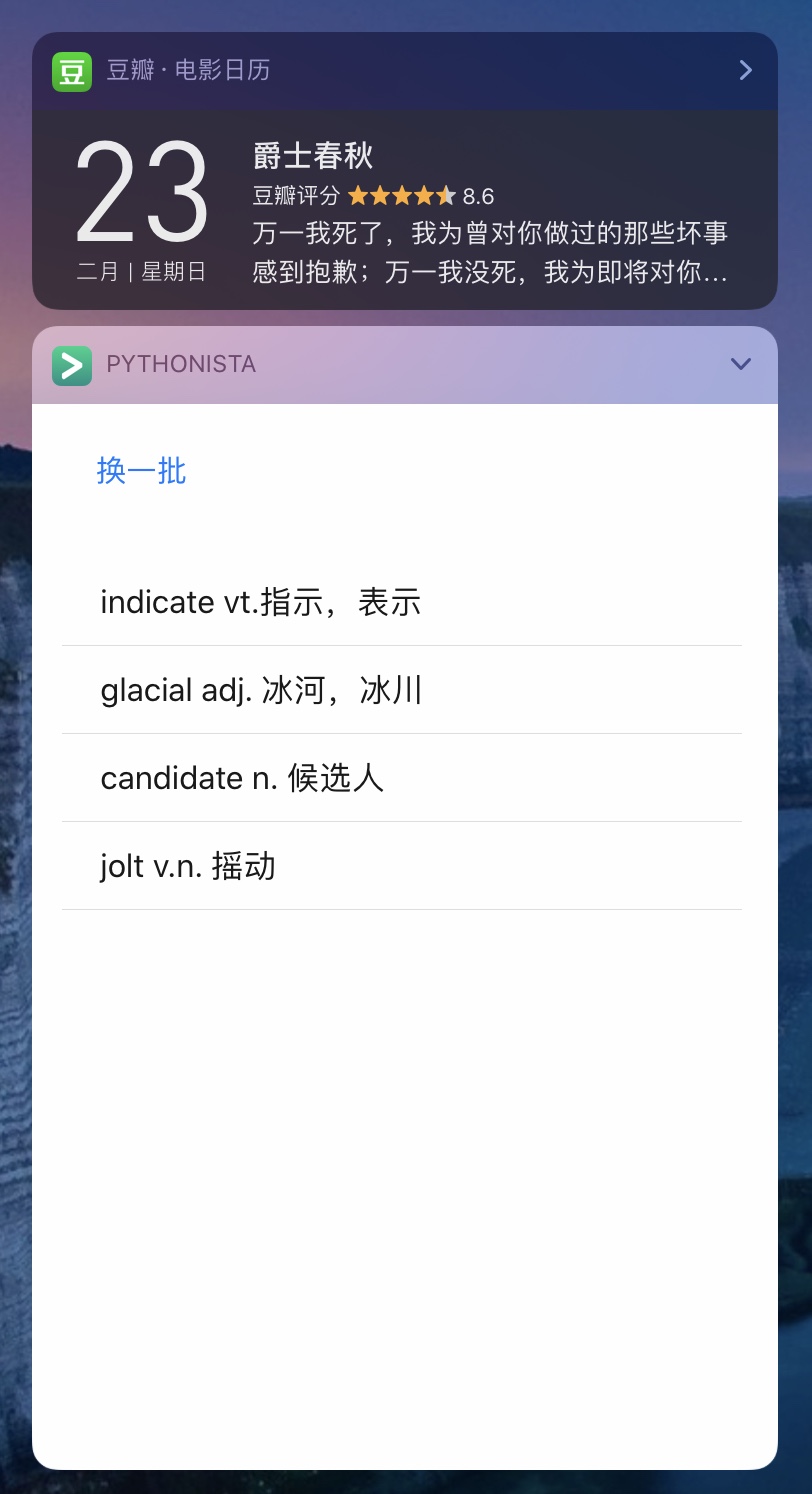 豆
豆瓣 · 电影日历
23
二月 | 星期日
爵士春秋
豆瓣评分 8.6
万一我死了，我为曾对你做过的那些坏事
感到抱歉；万一我没死，我为即将对你...
PYTHONISTA
换一批
indicate vt.指示，表示
glacial adj. 冰河，冰川
candidate n. 候选人
jolt v.n. 摇动